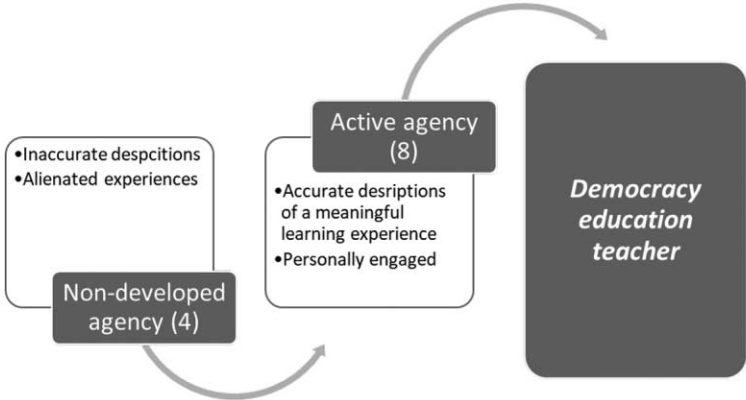 •Inaccurate despcitions
•Alienated experiences
Non-developed
agency (4)
Active agency
(8)
•Accurate desriptions
of a meaningful
learning experience
•Personally engaged
Democracy
education
teacher